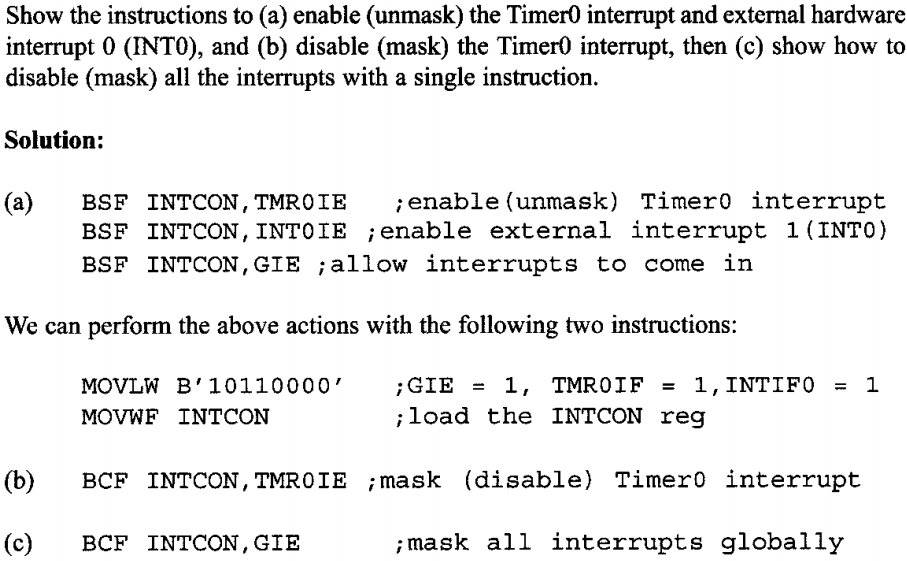 Show the instructions to (a) enable (unmask) the Timer0 interrupt and external hardware
interrupt 0 (INT0), and (b) disable (mask) the Timer0 interrupt, then (c) show how to
disable (mask) all the interrupts with a single instruction.
Solution:
(a) BSF INTCON,TMR0IE ;enable(unmask) Timer0 interrupt
BSF INTCON,INT0IE ;enable external interrupt 1(INT0)
BSF INTCON,GIE ;allow interrupts to come in
We can perform the above actions with the following two instructions:
MOVLW B'10110000' ;GIE = 1, TMR0IF = 1,INTIF0 = 1
MOVWF INTCON ;load the INTCON reg
(b) BCF INTCON,TMR0IE ;mask (disable) Timer0 interrupt
(c) BCF INTCON,GIE ;mask all interrupts globally